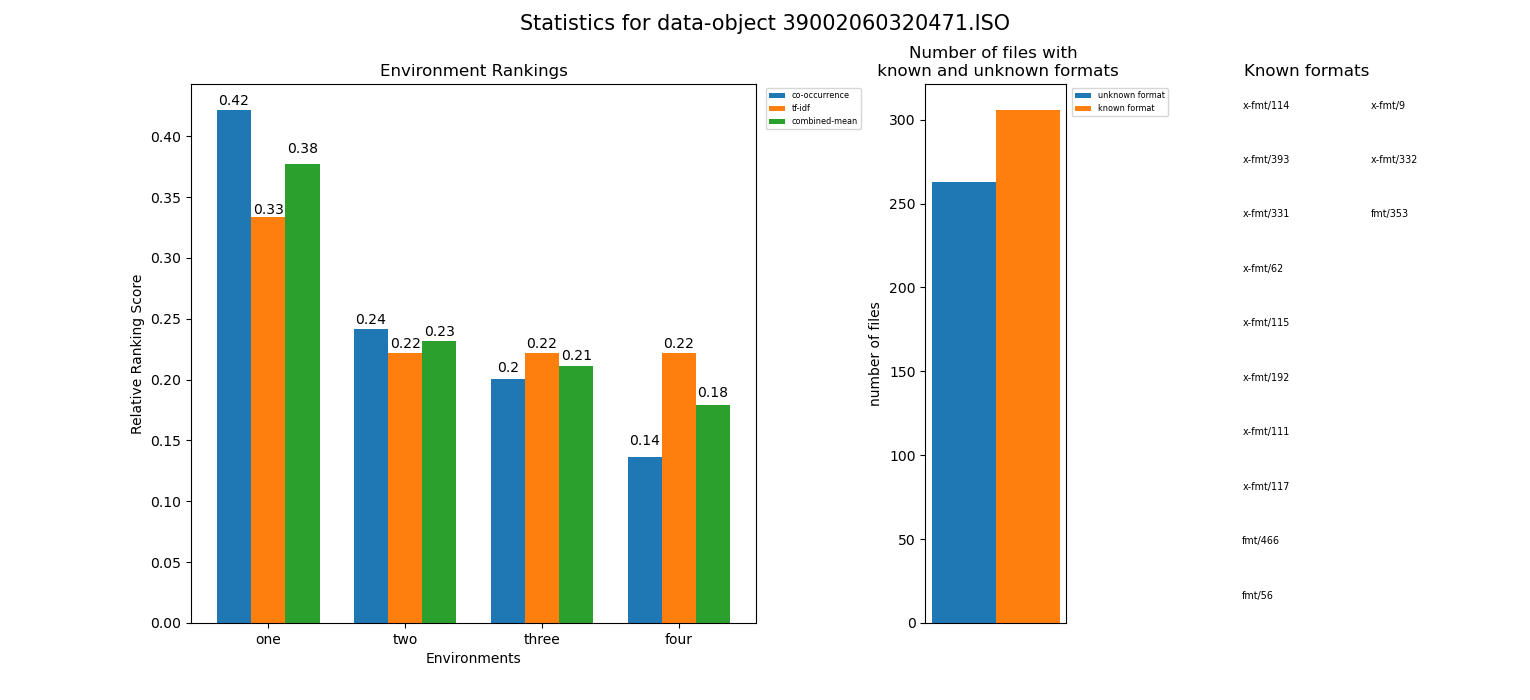 Statistics for data-object 39002060320471.ISO
Environment Rankings
0.42
0.33
0.38
0.24
0.22
0.23
0.2
0.22
0.21
0.14
0.22
0.18
0.40
0.35
0.30
0.25
0.20
0.15
0.10
0.05
0.00
Relative Ranking Score
one two three four
Environments
co-occurrence
tf-idf
combined-mean
Number of files with
known and unknown formats
300
250
200
150
100
50
0
number of files
unknown format
known format
Known formats
x-fmt/114 x-fmt/9
x-fmt/393 x-fmt/332
x-fmt/331 fmt/353
x-fmt/62
x-fmt/115
x-fmt/192
x-fmt/111
x-fmt/117
fmt/466
fmt/56